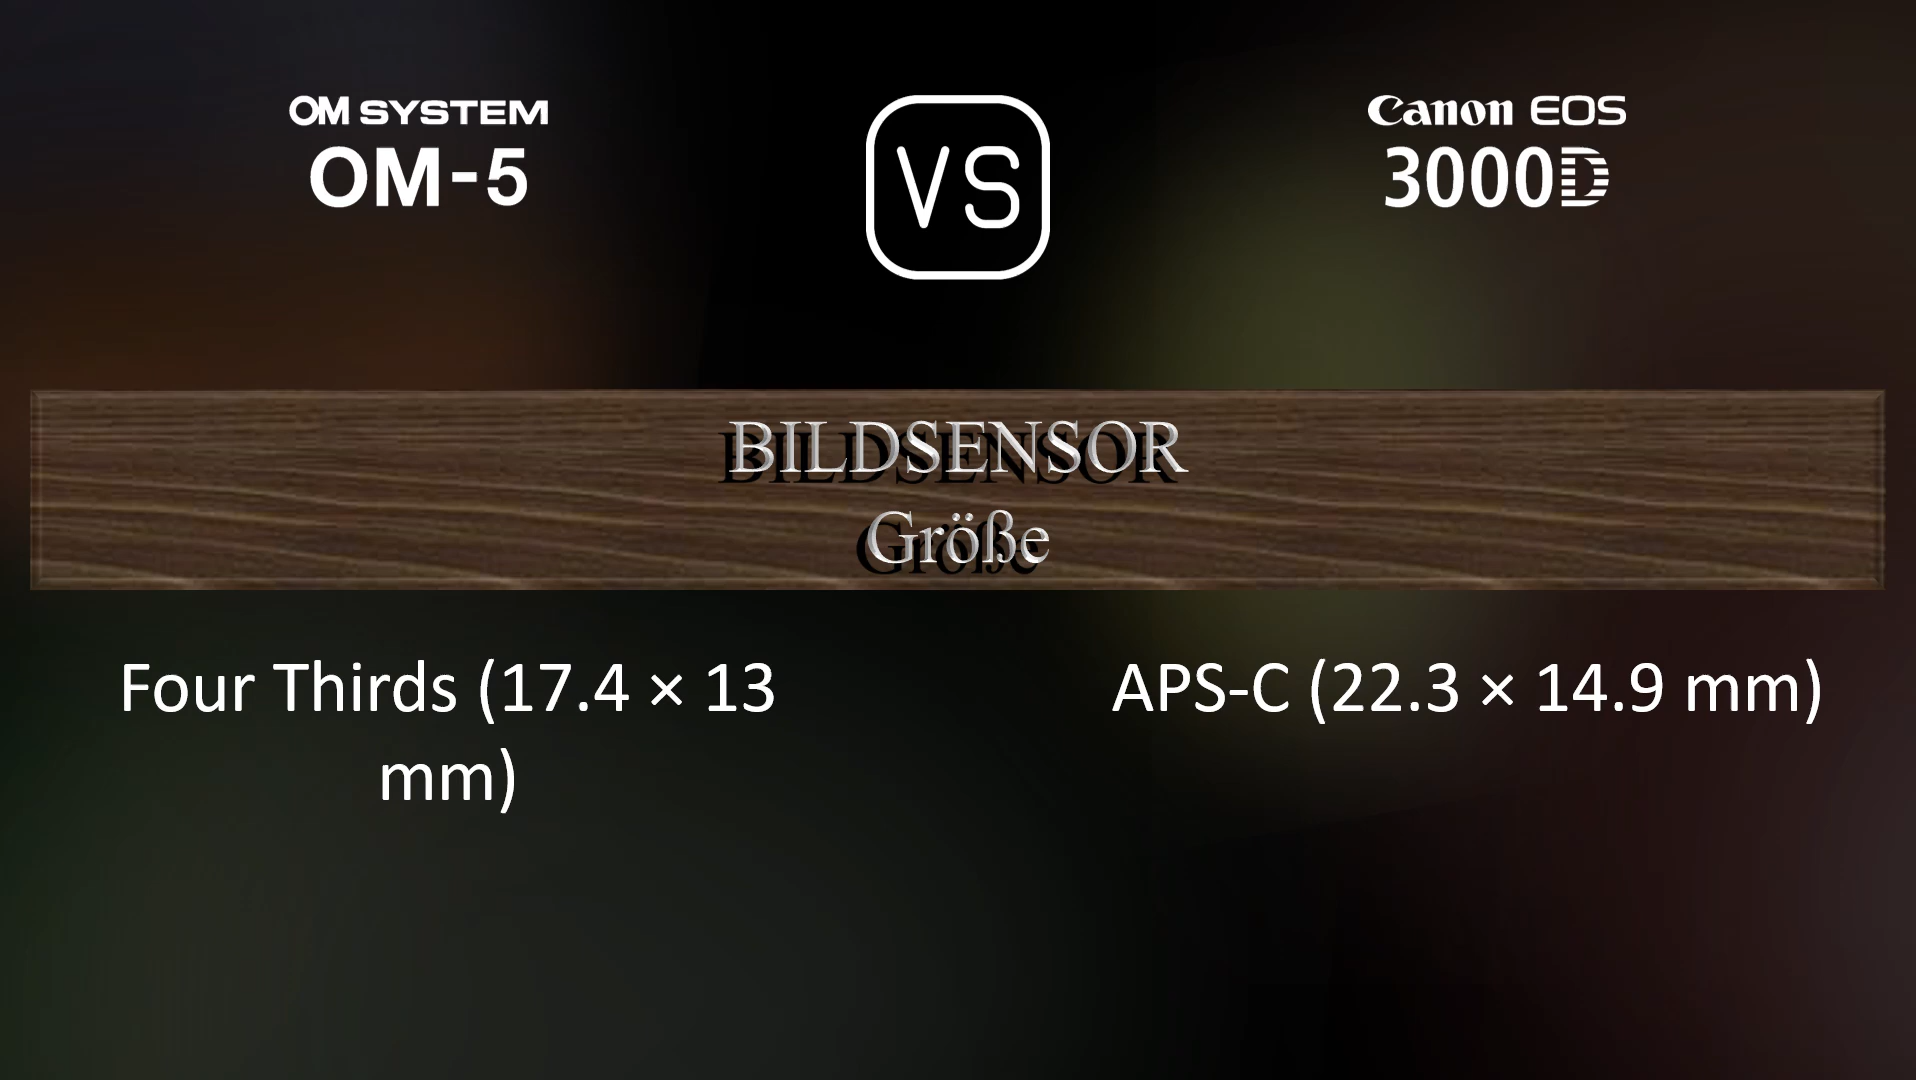 OM SYSTEM
OM-5
VS
Canon EOS
3000D
BILDSENSOR
Größe
Four Thirds (17.4 × 13
mm)
APS-C (22.3 × 14.9 mm)